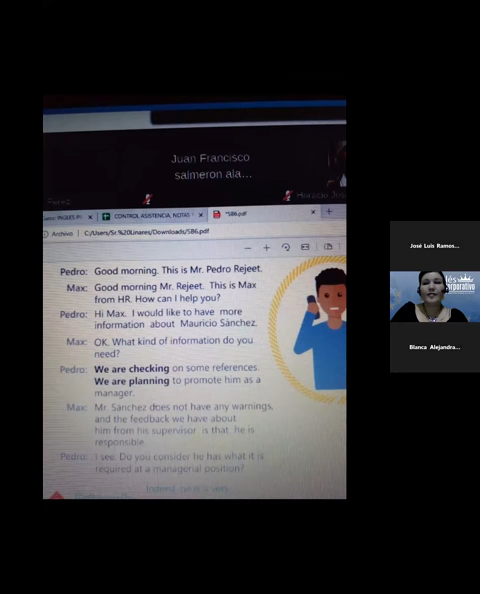 Juan Francisco
salmeron ala...
Perez
CONTROL ASISTENCIA, NOTAS
*SB6.pdf
Archivo C:/Users/Sr.%20Linares/Downloads/SB6.pdf
Pedro: Good morning. This is Mr. Pedro Rejeet.
Max: Good morning Mr. Rejeet. This is Max
from HR. How can I help you?
Pedro: Hi Max. I would like to have more
information about Mauricio Sánchez.
Max: OK. What kind of information do you
need?
Pedro: We are checking on some references.
We are planning to promote him as a
manager.
Max: Mr. Sánchez does not have any warnings,
and the feedback we have about
him from his supervisor is that he is
responsible.
Pedro: I see. Do you consider he has what it is
required at a managerial position?
José Luis Ramos...
Blanca Alejandra...